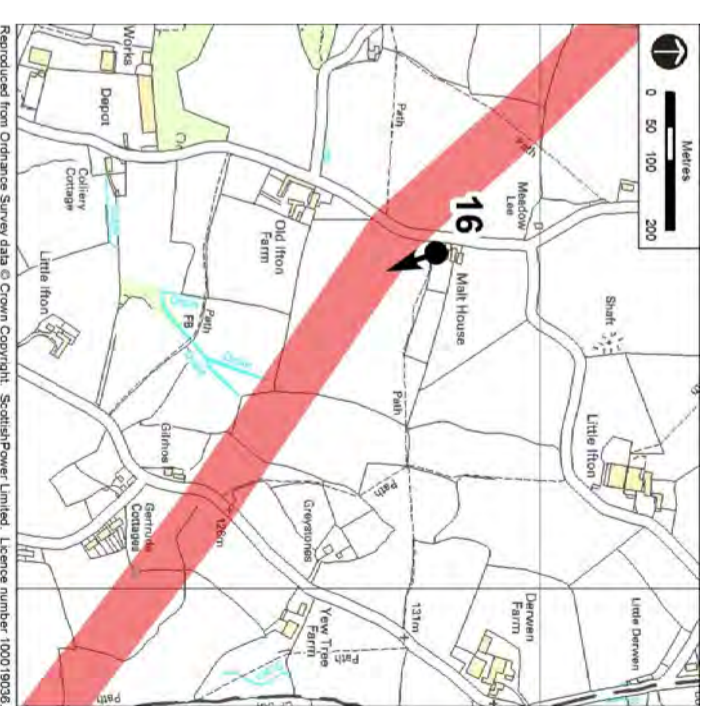 Metres
0 50 100 200
Works
Depot
Path
Path
Meadow
Lee
16
Malt House
Shaft
Colliery
Cottage
Old Ifton
Farm
Little Ifton
Little Ifton
Drain
Path
FB
Drain
Path
Gilrhos
Path
Greystones
Gertrude
Cottages
126m
131m
Derwen
Farm
Little Derwen
Yew Tree
Farm
Path
Path
Reproduced from Ordnance Survey data © Crown Copyright. ScottishPower Limited. Licence number 100019036.